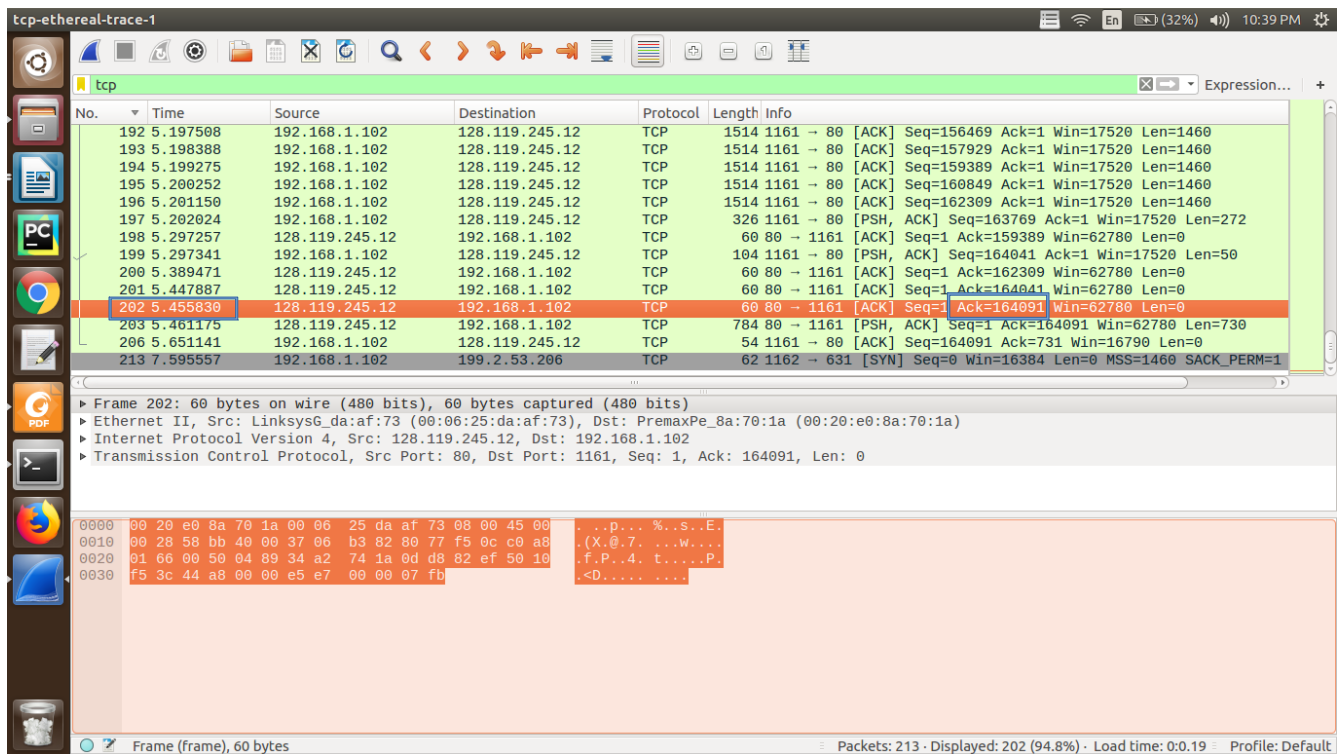 tcp-ethereal-trace-1 En (32%) 10:39 PM
tcp Expression... +
No. Time Source Destination Protocol Length Info
192 5.197508 192.168.1.102 128.119.245.12 TCP 1514 1161 → 80 [ACK] Seq=156469 Ack=1 Win=17520 Len=1460
193 5.198388 192.168.1.102 128.119.245.12 TCP 1514 1161 → 80 [ACK] Seq=157929 Ack=1 Win=17520 Len=1460
194 5.199275 192.168.1.102 128.119.245.12 TCP 1514 1161 → 80 [ACK] Seq=159389 Ack=1 Win=17520 Len=1460
195 5.200252 192.168.1.102 128.119.245.12 TCP 1514 1161 → 80 [ACK] Seq=160849 Ack=1 Win=17520 Len=1460
196 5.201150 192.168.1.102 128.119.245.12 TCP 1514 1161 → 80 [ACK] Seq=162309 Ack=1 Win=17520 Len=1460
197 5.202024 192.168.1.102 128.119.245.12 TCP 326 1161 → 80 [PSH, ACK] Seq=163769 Ack=1 Win=17520 Len=272
198 5.297257 128.119.245.12 192.168.1.102 TCP 60 80 → 1161 [ACK] Seq=1 Ack=159389 Win=62780 Len=0
199 5.297341 192.168.1.102 128.119.245.12 TCP 104 1161 → 80 [PSH, ACK] Seq=164041 Ack=1 Win=17520 Len=50
200 5.389471 128.119.245.12 192.168.1.102 TCP 60 80 → 1161 [ACK] Seq=1 Ack=162309 Win=62780 Len=0
201 5.447887 128.119.245.12 192.168.1.102 TCP 60 80 → 1161 [ACK] Seq=1 Ack=164041 Win=62780 Len=0
202 5.455830 128.119.245.12 192.168.1.102 TCP 60 80 → 1161 [ACK] Seq=1 Ack=164091 Win=62780 Len=0
203 5.461175 128.119.245.12 192.168.1.102 TCP 784 80 → 1161 [PSH, ACK] Seq=1 Ack=164091 Win=62780 Len=730
206 5.651141 192.168.1.102 128.119.245.12 TCP 54 1161 → 80 [ACK] Seq=164091 Ack=731 Win=16790 Len=0
213 7.595557 192.168.1.102 199.2.53.206 TCP 62 1162 → 631 [SYN] Seq=0 Win=16384 Len=0 MSS=1460 SACK_PERM=1
PC
PDF
Frame 202: 60 bytes on wire (480 bits), 60 bytes captured (480 bits)
Ethernet II, Src: LinksysG_da:af:73 (00:06:25:da:af:73), Dst: PremaxPe_8a:70:1a (00:20:e0:8a:70:1a)
Internet Protocol Version 4, Src: 128.119.245.12, Dst: 192.168.1.102
Transmission Control Protocol, Src Port: 80, Dst Port: 1161, Seq: 1, Ack: 164091, Len: 0
0000 00 20 e0 8a 70 1a 00 06 25 da af 73 08 00 45 00 . ..p... %..s..E.
0010 00 28 58 bb 40 00 37 06 b3 82 80 77 f5 0c c0 a8 .(X.@.7. ...w....
0020 01 66 00 50 04 89 34 a2 74 1a 0d d8 82 ef 50 10 .f.P..4. t.....P.
0030 f5 3c 44 a8 00 00 e5 e7 00 00 07 fb .<D..... ....
Frame (frame), 60 bytes Packets: 213 · Displayed: 202 (94.8%) · Load time: 0:0.19 Profile: Default